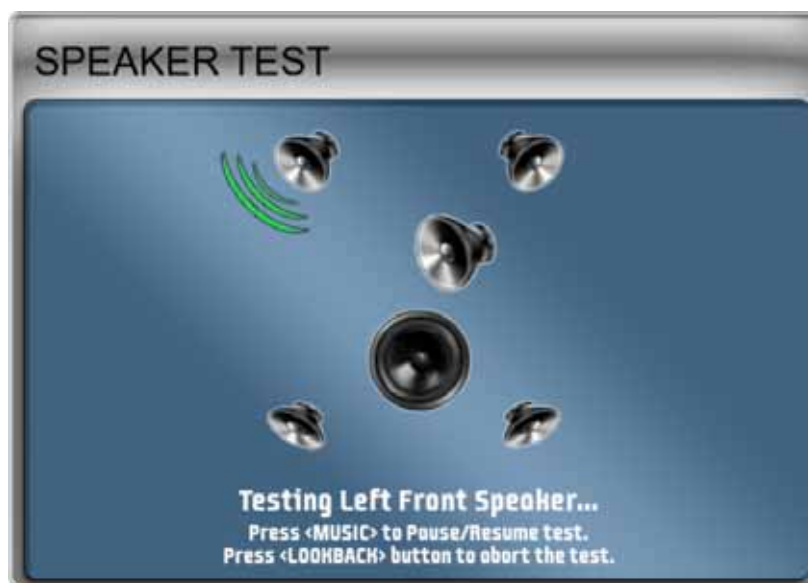 SPEAKER TEST
Testing Left Front Speaker...
Press <MUSIC> to Pause/Resume test.
Press <LOOKBACK> button to abort the test.